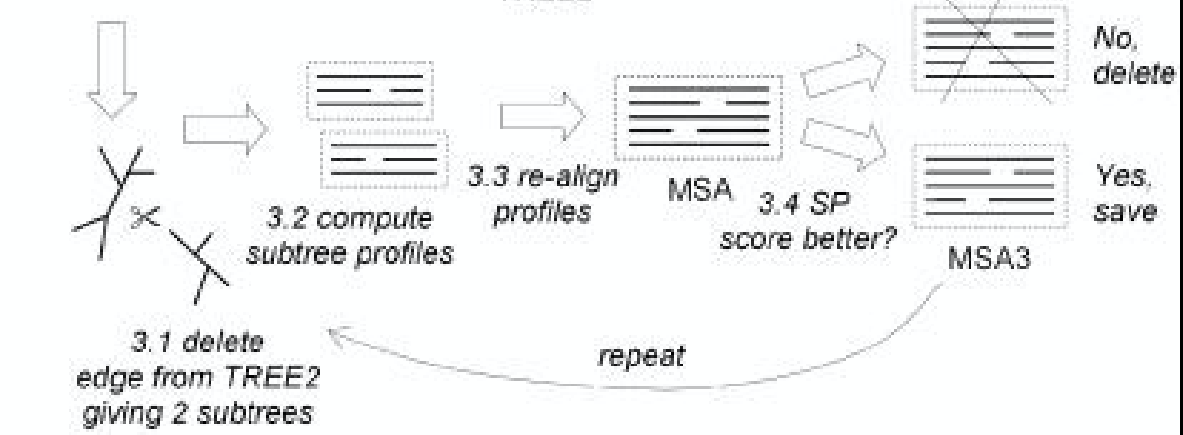 No,
delete
3.3 re-align
profiles
MSA
3.4 SP
score better?
Yes,
save
3.2 compute
subtree profiles
MSA3
3.1 delete
edge from TREE2
giving 2 subtrees
repeat